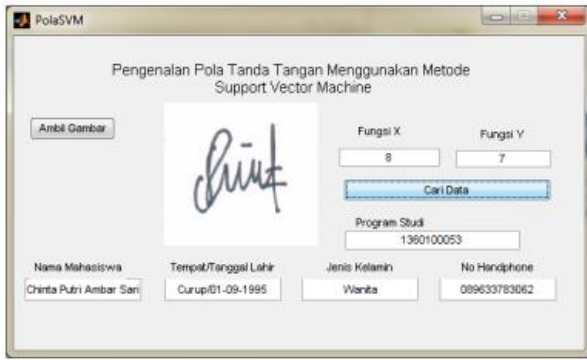 PolaSVM
Pengenalan Pola Tanda Tangan Menggunakan Metode
Support Vector Machine
Ambil Gambar
Fungsi X
Fungsi Y
8
7
Cari Data
Program Studi
1360100053
Nama Mahasiswa
Tempat/Tanggal Lahir
Jenis Kelamin
No Handphone
Chinta Putri Ambar Sari
Curup/01-09-1995
Wanita
089633783062